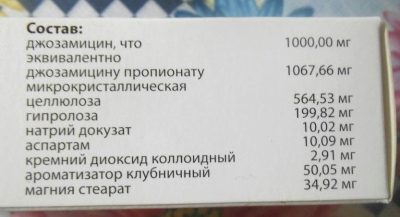 Состав:
джозамицин, что 1000,00 мг
эквивалентно
джозамицину пропионату 1067,66 мг
микрокристаллическая
целлюлоза 564,53 мг
гипролоза 199,82 мг
натрий докузат 10,02 мг
аспартам 10,09 мг
кремний диоксид коллоидный 2,91 мг
ароматизатор клубничный 50,05 мг
магния стеарат 34,92 мг